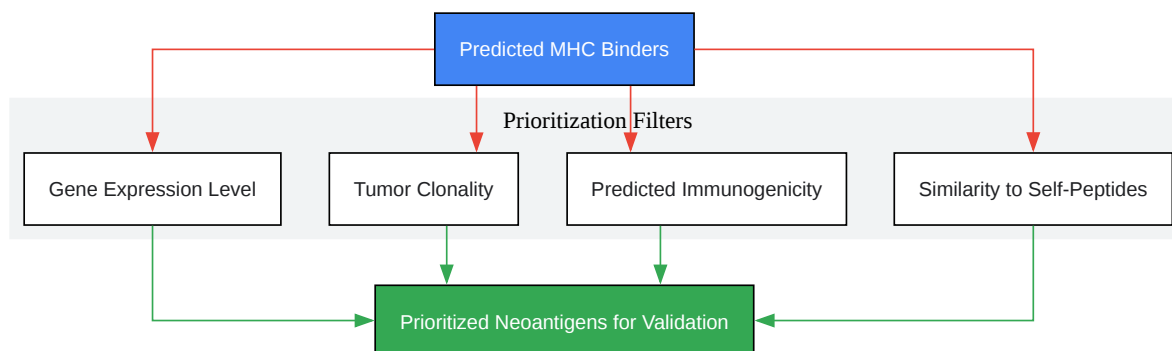 Predicted MHC Binders
Prioritization Filters
Gene Expression Level
Tumor Clonality
Predicted Immunogenicity
Similarity to Self-Peptides
Prioritized Neoantigens for Validation